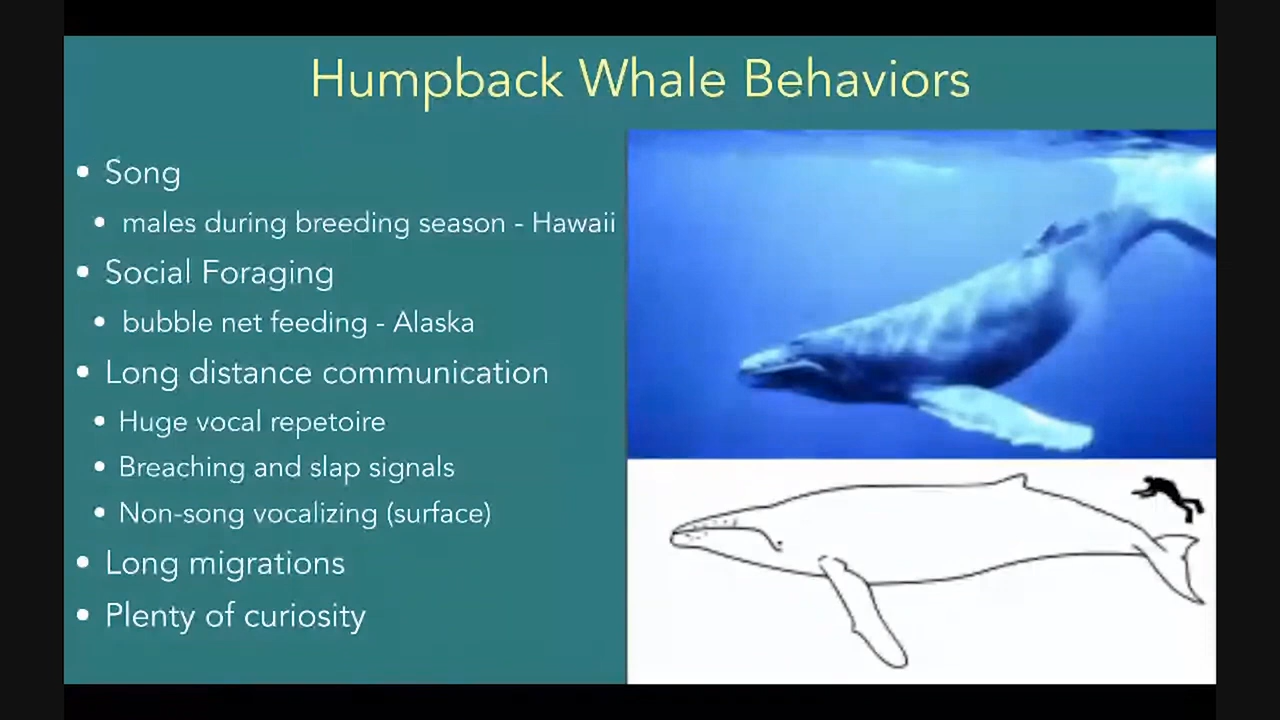 Humpback Whale Behaviors
• Song
• males during breeding season - Hawaii
• Social Foraging
• bubble net feeding - Alaska
• Long distance communication
• Huge vocal repetoire
• Breaching and slap signals
• Non-song vocalizing (surface)
• Long migrations
• Plenty of curiosity